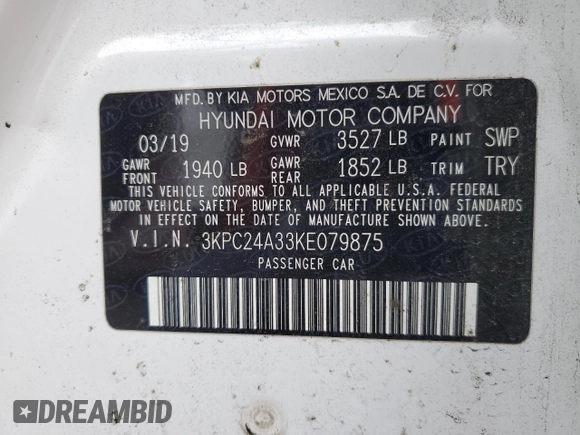 MFD. BY KIA MOTORS MEXICO S.A. DE C.V. FOR
HYUNDAI MOTOR COMPANY
03/19 GVWR 3527 LB PAINT SWP
GAWR FRONT 1940 LB GAWR REAR 1852 LB TRIM TRY
THIS VEHICLE CONFORMS TO ALL APPLICABLE U.S.A. FEDERAL
MOTOR VEHICLE SAFETY, BUMPER, AND THEFT PREVENTION STANDARDS
IN EFFECT ON THE DATE OF MANUFACTURE SHOWN ABOVE.
V.I.N. 3KPC24A33KE079875
PASSENGER CAR
DREAMBID